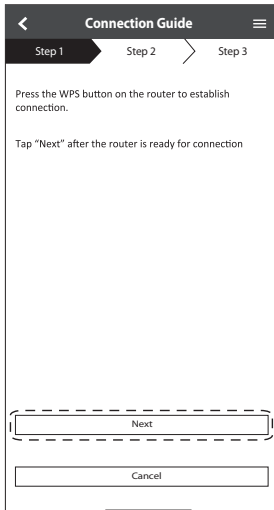 Connection Guide
Step 1 Step 2 Step 3
Press the WPS button on the router to establish
connection.
Tap “Next” after the router is ready for connection
Next
Cancel